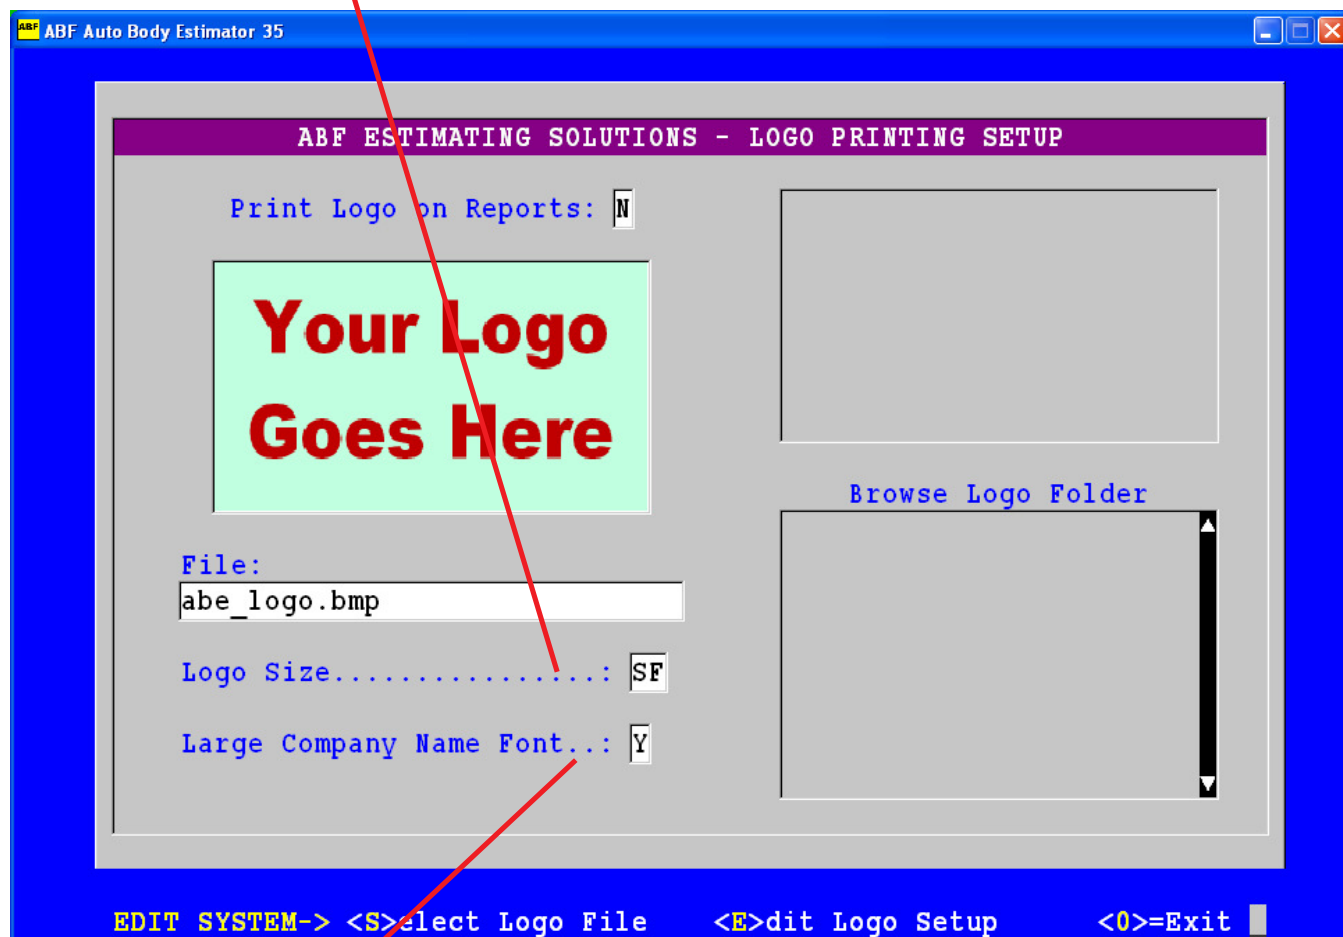 ABF ABF Auto Body Estimator 35
ABF ESTIMATING SOLUTIONS - LOGO PRINTING SETUP
Print Logo on Reports: N
Your Logo
Goes Here
Browse Logo Folder
File:
abe_logo.bmp
Logo Size................: SF
Large Company Name Font..: Y
EDIT SYSTEM-> <S>elect Logo File <E>dit Logo Setup <0>=Exit